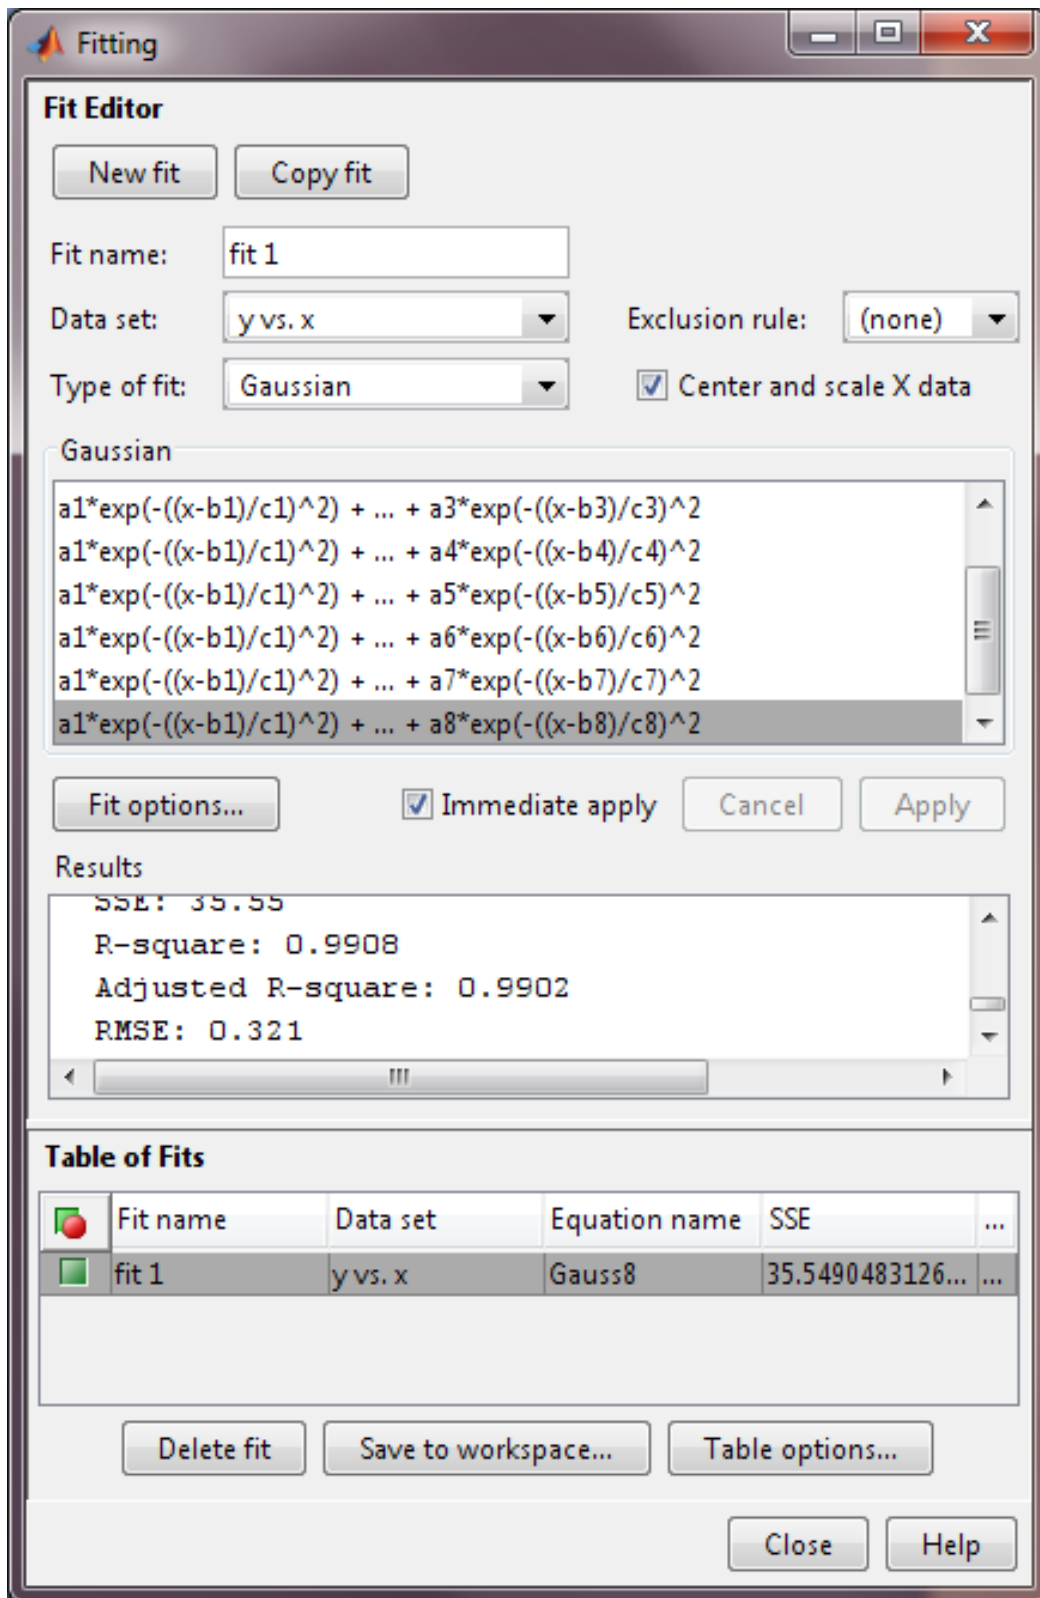 Fitting
Fit Editor
New fit Copy fit
Fit name: fit 1
Data set: y vs. x Exclusion rule: (none)
Type of fit: Gaussian Center and scale X data
Gaussian
a1*exp(-((x-b1)/c1)^2) + ... + a3*exp(-((x-b3)/c3)^2
a1*exp(-((x-b1)/c1)^2) + ... + a4*exp(-((x-b4)/c4)^2
a1*exp(-((x-b1)/c1)^2) + ... + a5*exp(-((x-b5)/c5)^2
a1*exp(-((x-b1)/c1)^2) + ... + a6*exp(-((x-b6)/c6)^2
a1*exp(-((x-b1)/c1)^2) + ... + a7*exp(-((x-b7)/c7)^2
a1*exp(-((x-b1)/c1)^2) + ... + a8*exp(-((x-b8)/c8)^2
Fit options... Immediate apply Cancel Apply
Results
SSE: 35.55
R-square: 0.9908
Adjusted R-square: 0.9902
RMSE: 0.321
Table of Fits
Fit name Data set Equation name SSE ...
fit 1 y vs. x Gauss8 35.5490483126... ...
Delete fit Save to workspace... Table options...
Close Help